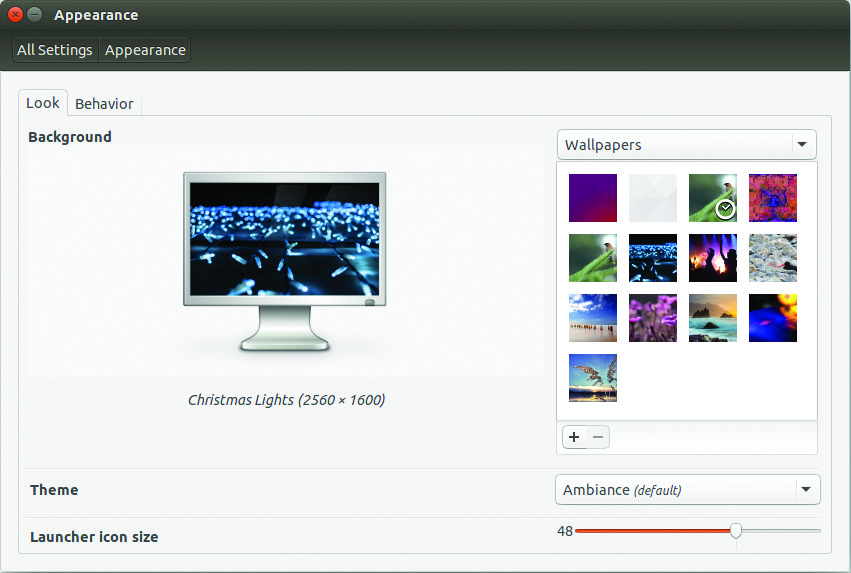 Appearance
All Settings Appearance
Look Behavior
Background
Wallpapers
Christmas Lights (2560 × 1600)
+ −
Theme
Ambiance (default)
Launcher icon size
48